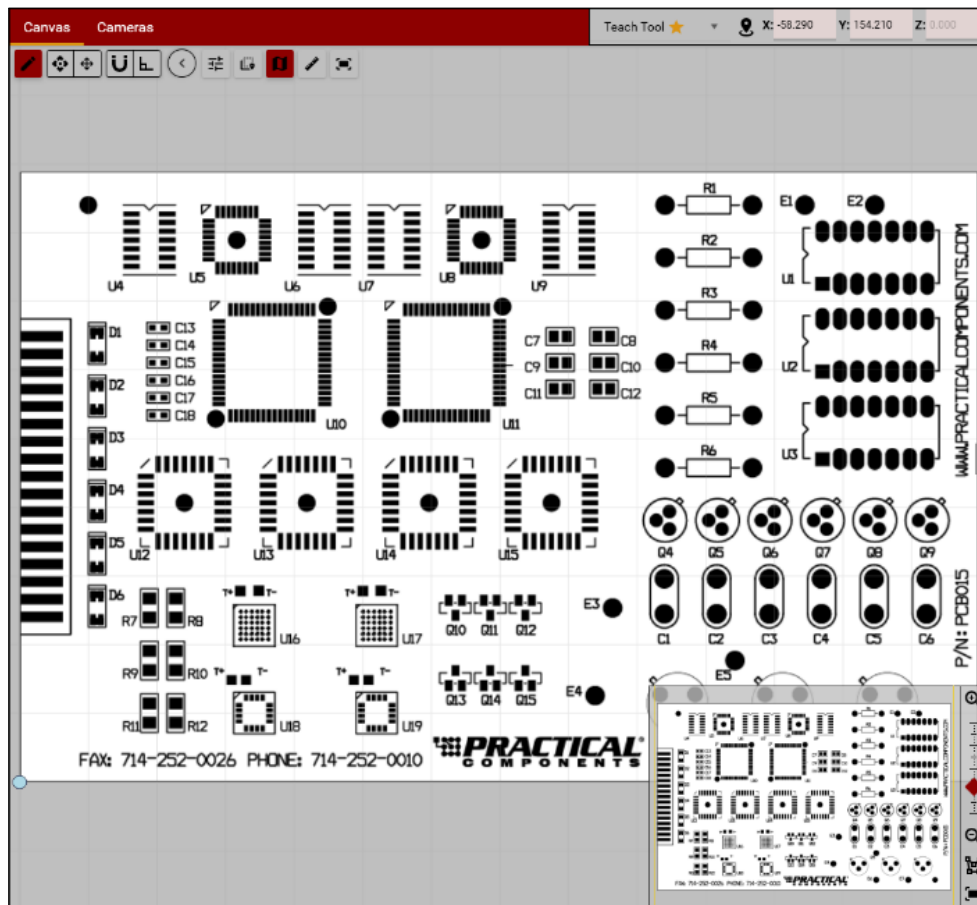 Canvas Cameras Teach Tool X: -58.290 Y: 154.210 Z: 0.000
R1 E1 E2
U4 U5 U6 U7 U8 U9
R2 U1
R3
D1 C13 C7 C8
C14
C15 R4 U2
C16 C9 C10
D2 C17 C11 C12
C18 U10 U11 R5
D3 R6 U3
WWW.PRACTICALCOMPONENTS.COM
D4
D5 U12 U13 U14 U15 Q4 Q5 Q6 Q7 Q8 Q9
D6 T+ T- T+ T- E3
R7 R8 U16 U17 Q10 Q11 Q12 C1 C2 C3 C4 C5 C6
P/N: PCB015
R9 R10 T+ T- T+ T- E5
Q13 Q14 Q15 E4
R11 R12 U18 U19
FAX: 714-252-0026 PHONE: 714-252-0010 PRACTICAL
COMPONENTS